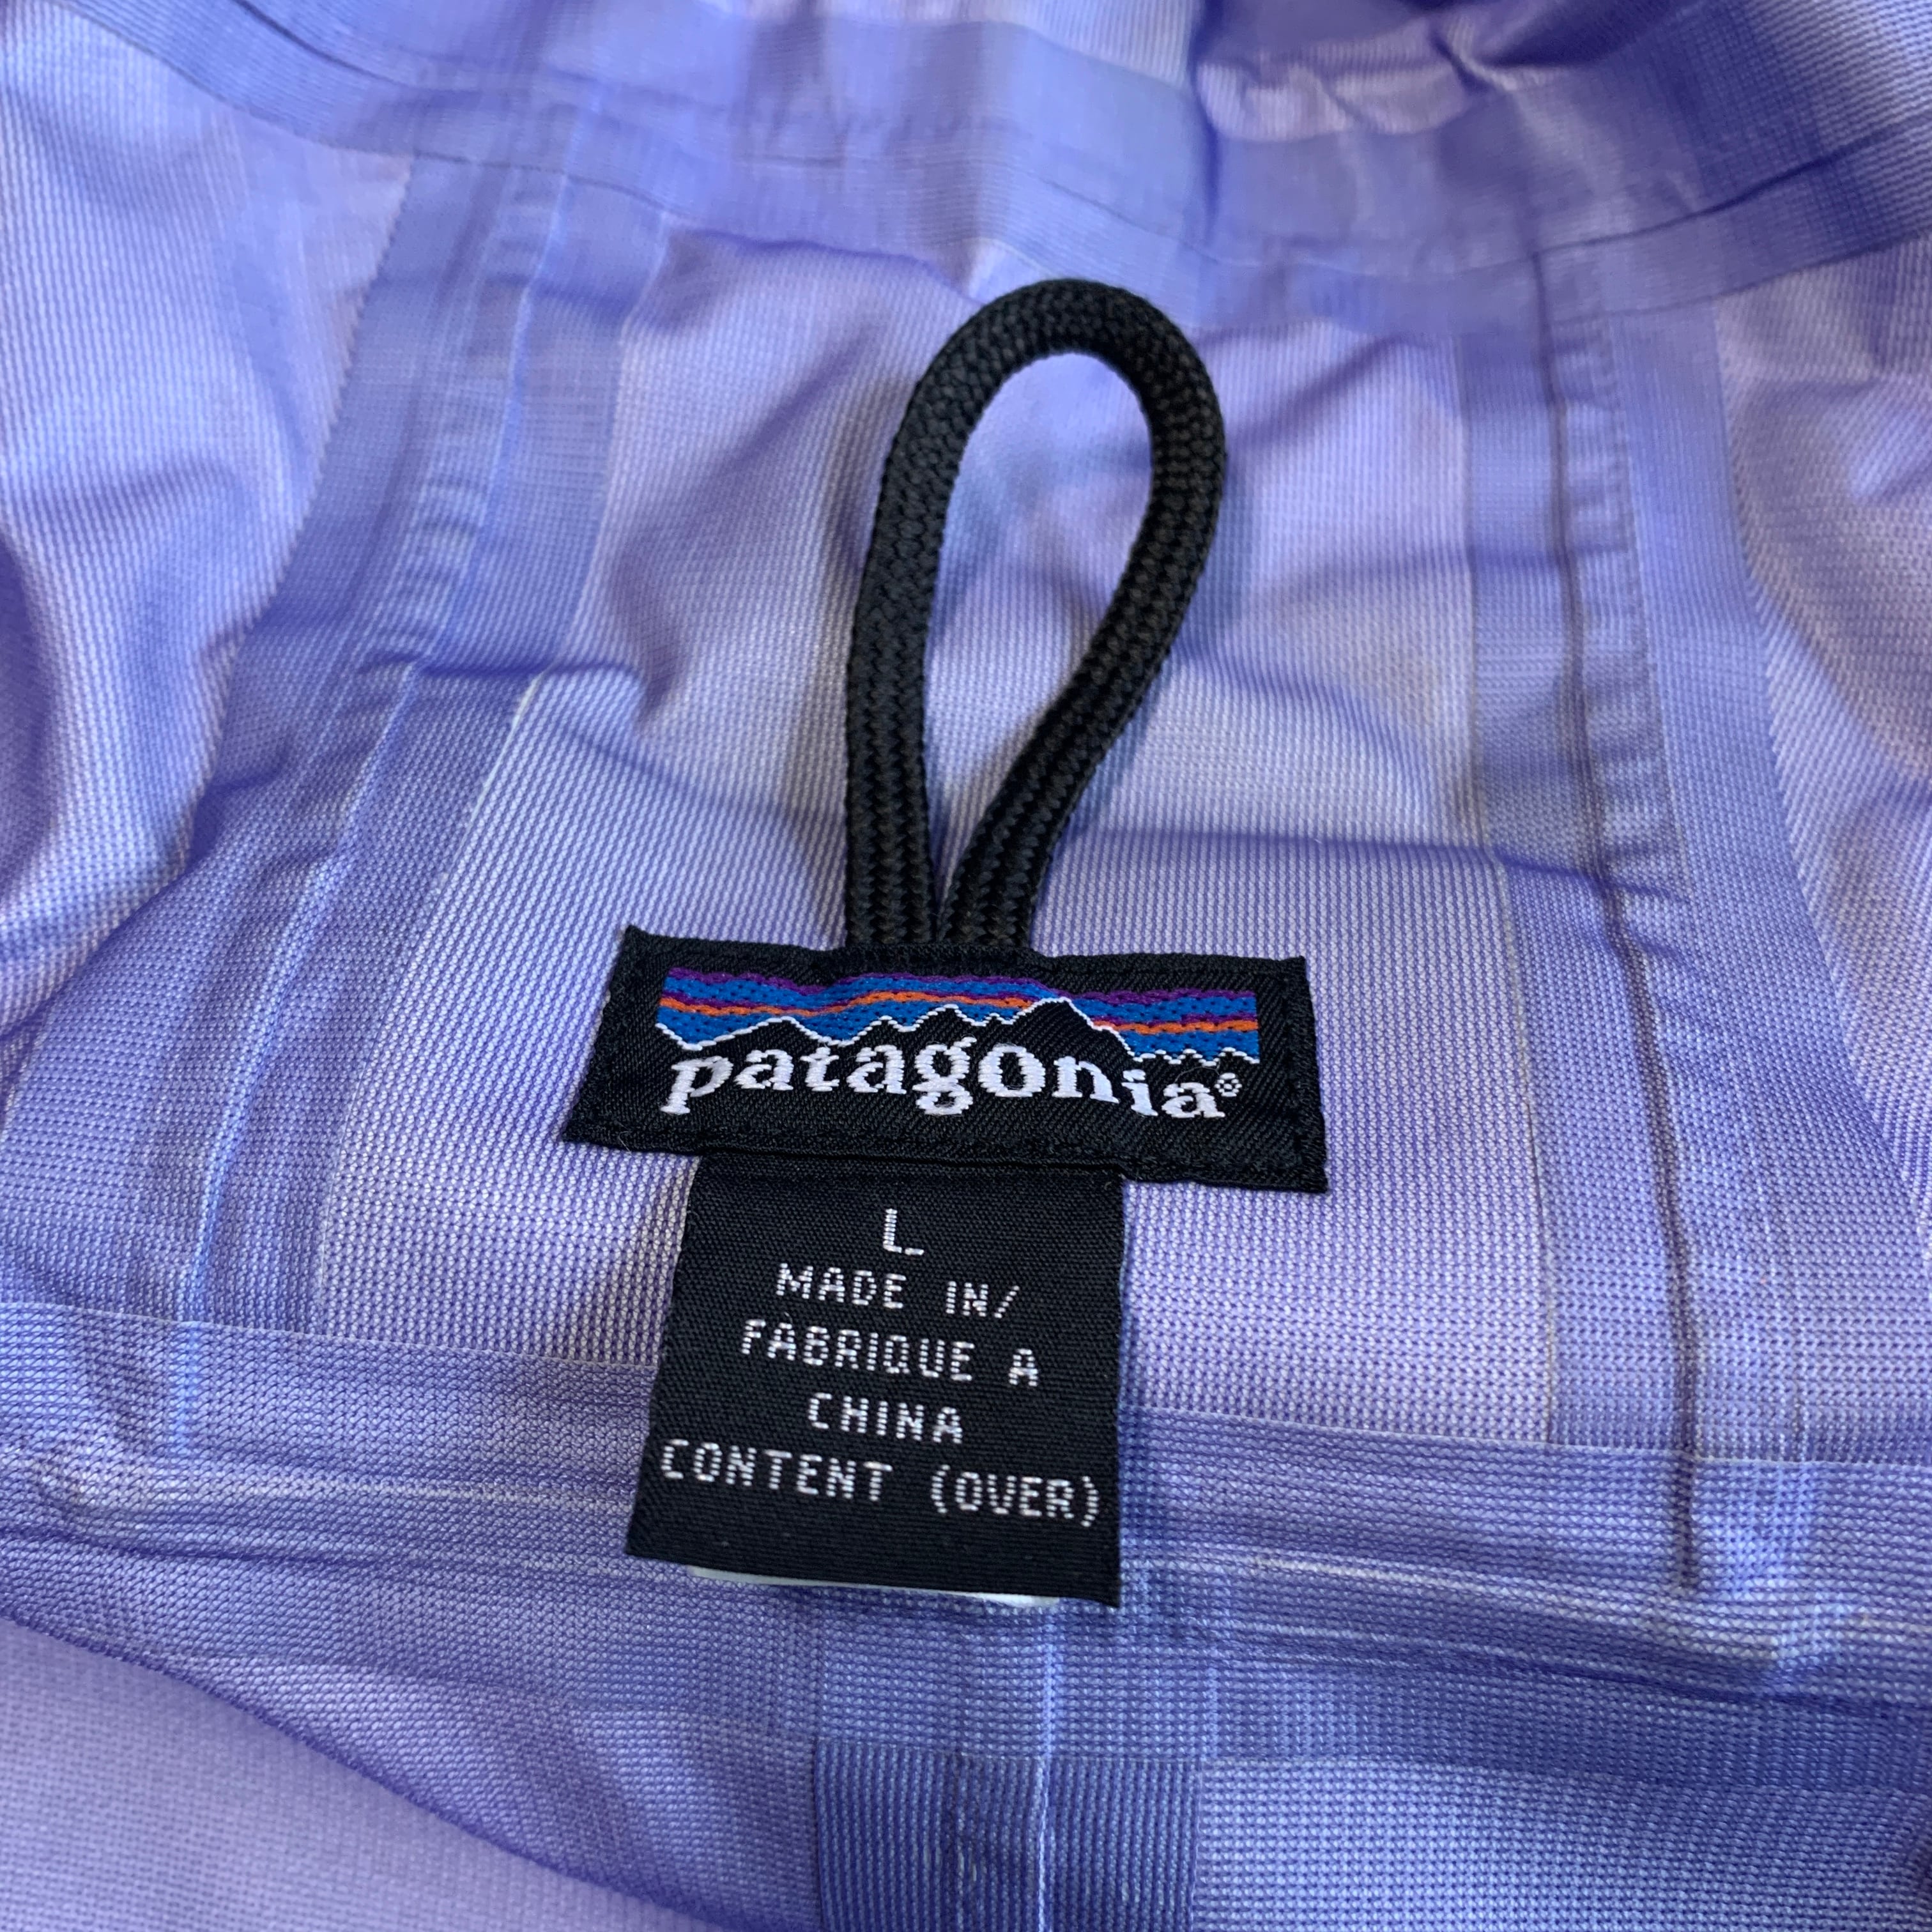 patagonia®
L
MADE IN/
FABRIQUE A
CHINA
CONTENT (OVER)